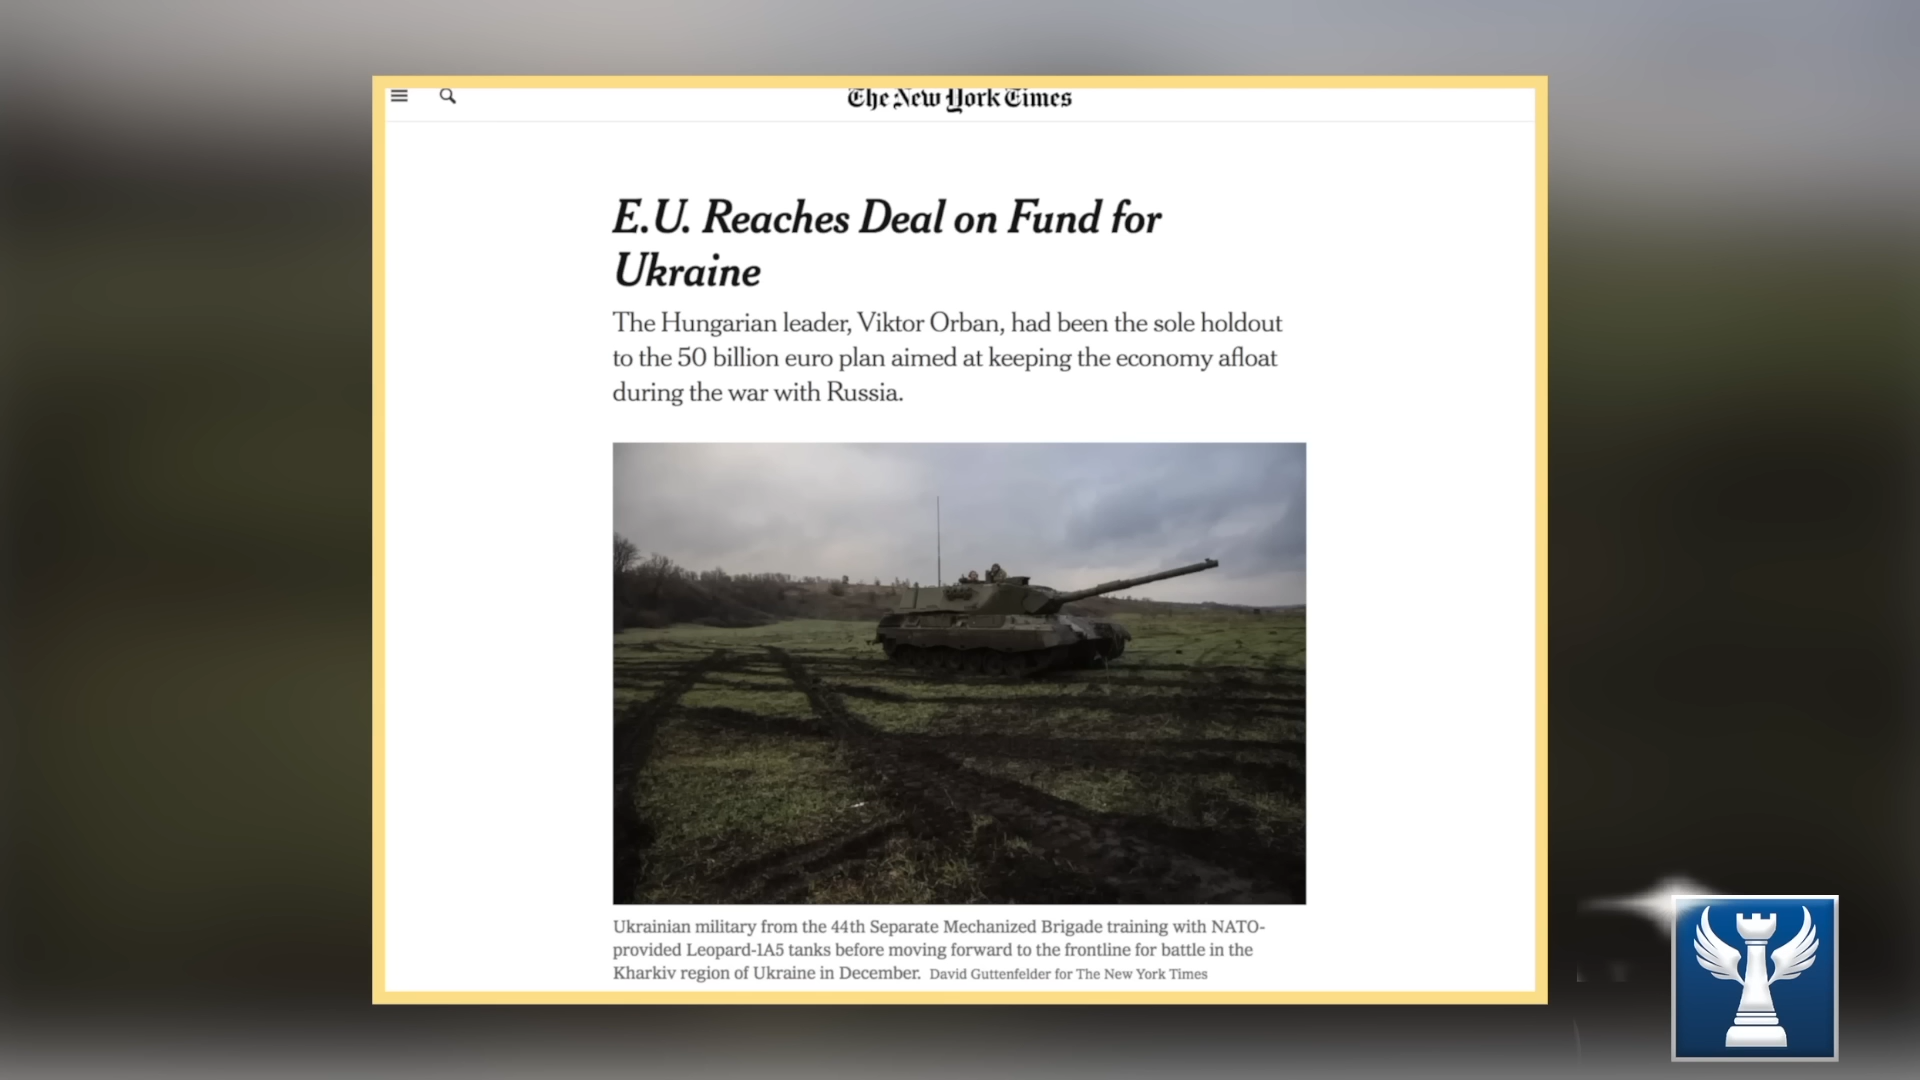 The New York Times
E.U. Reaches Deal on Fund for
Ukraine
The Hungarian leader, Viktor Orban, had been the sole holdout
to the 50 billion euro plan aimed at keeping the economy afloat
during the war with Russia.
Ukrainian military from the 44th Separate Mechanized Brigade training with NATO-
provided Leopard-1A5 tanks before moving forward to the frontline for battle in the
Kharkiv region of Ukraine in December. David Guttenfelder for The New York Times